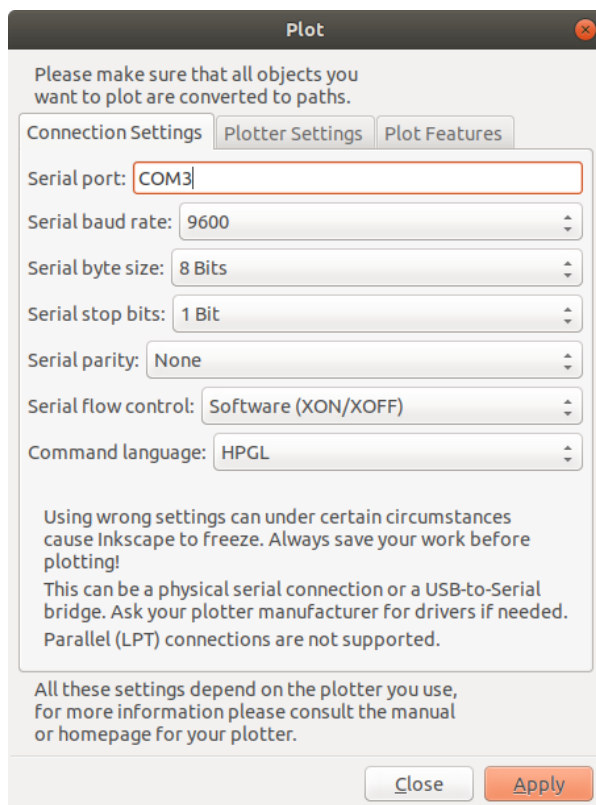 Plot
Please make sure that all objects you
want to plot are converted to paths.
Connection Settings Plotter Settings Plot Features
Serial port: COM3
Serial baud rate: 9600
Serial byte size: 8 Bits
Serial stop bits: 1 Bit
Serial parity: None
Serial flow control: Software (XON/XOFF)
Command language: HPGL
Using wrong settings can under certain circumstances
cause Inkscape to freeze. Always save your work before
plotting!
This can be a physical serial connection or a USB-to-Serial
bridge. Ask your plotter manufacturer for drivers if needed.
Parallel (LPT) connections are not supported.
All these settings depend on the plotter you use,
for more information please consult the manual
or homepage for your plotter.
Close Apply